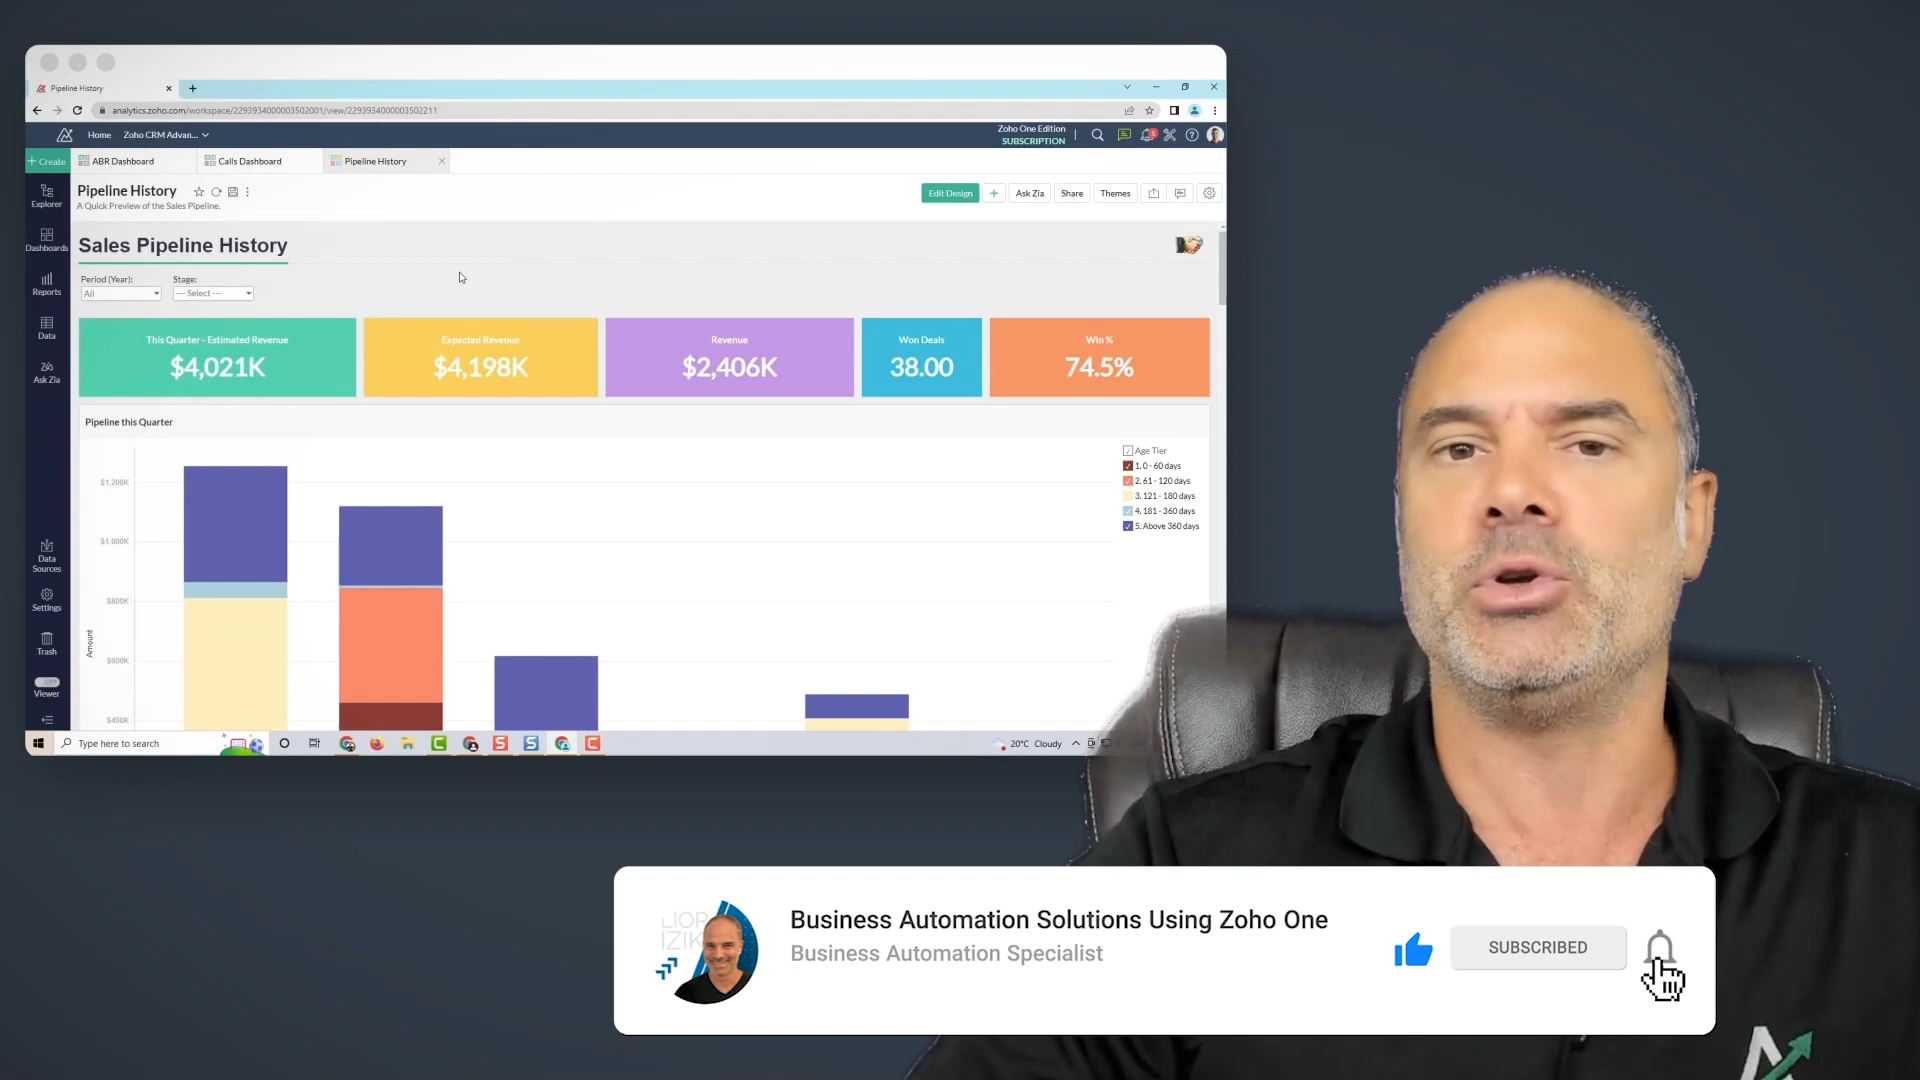 Pipeline History
analytics.zoho.com/workspace/2293934000003502001/view/2293934000003502211
Home Zoho CRM Advan...
Zoho One Edition
SUBSCRIPTION
5
+ Create
ABR Dashboard
Calls Dashboard
Pipeline History
Explorer
Dashboards
Reports
Data
Ask Zia
Data Sources
Settings
Trash
Viewer
Pipeline History
A Quick Preview of the Sales Pipeline.
Edit Design
+
Ask Zia
Share
Themes
Sales Pipeline History
Period (Year):
All
Stage:
--- Select ---
This Quarter - Estimated Revenue
$4,021K
Expected Revenue
$4,198K
Revenue
$2,406K
Won Deals
38.00
Win %
74.5%
Pipeline this Quarter
Amount
$1,200K
$1,000K
$800K
$600K
$400K
Age Tier
1. 0 - 60 days
2. 61 - 120 days
3. 121 - 180 days
4. 181 - 360 days
5. Above 360 days
Type here to search
20°C Cloudy
LIOR
IZIK
Business Automation Solutions Using Zoho One
Business Automation Specialist
SUBSCRIBED